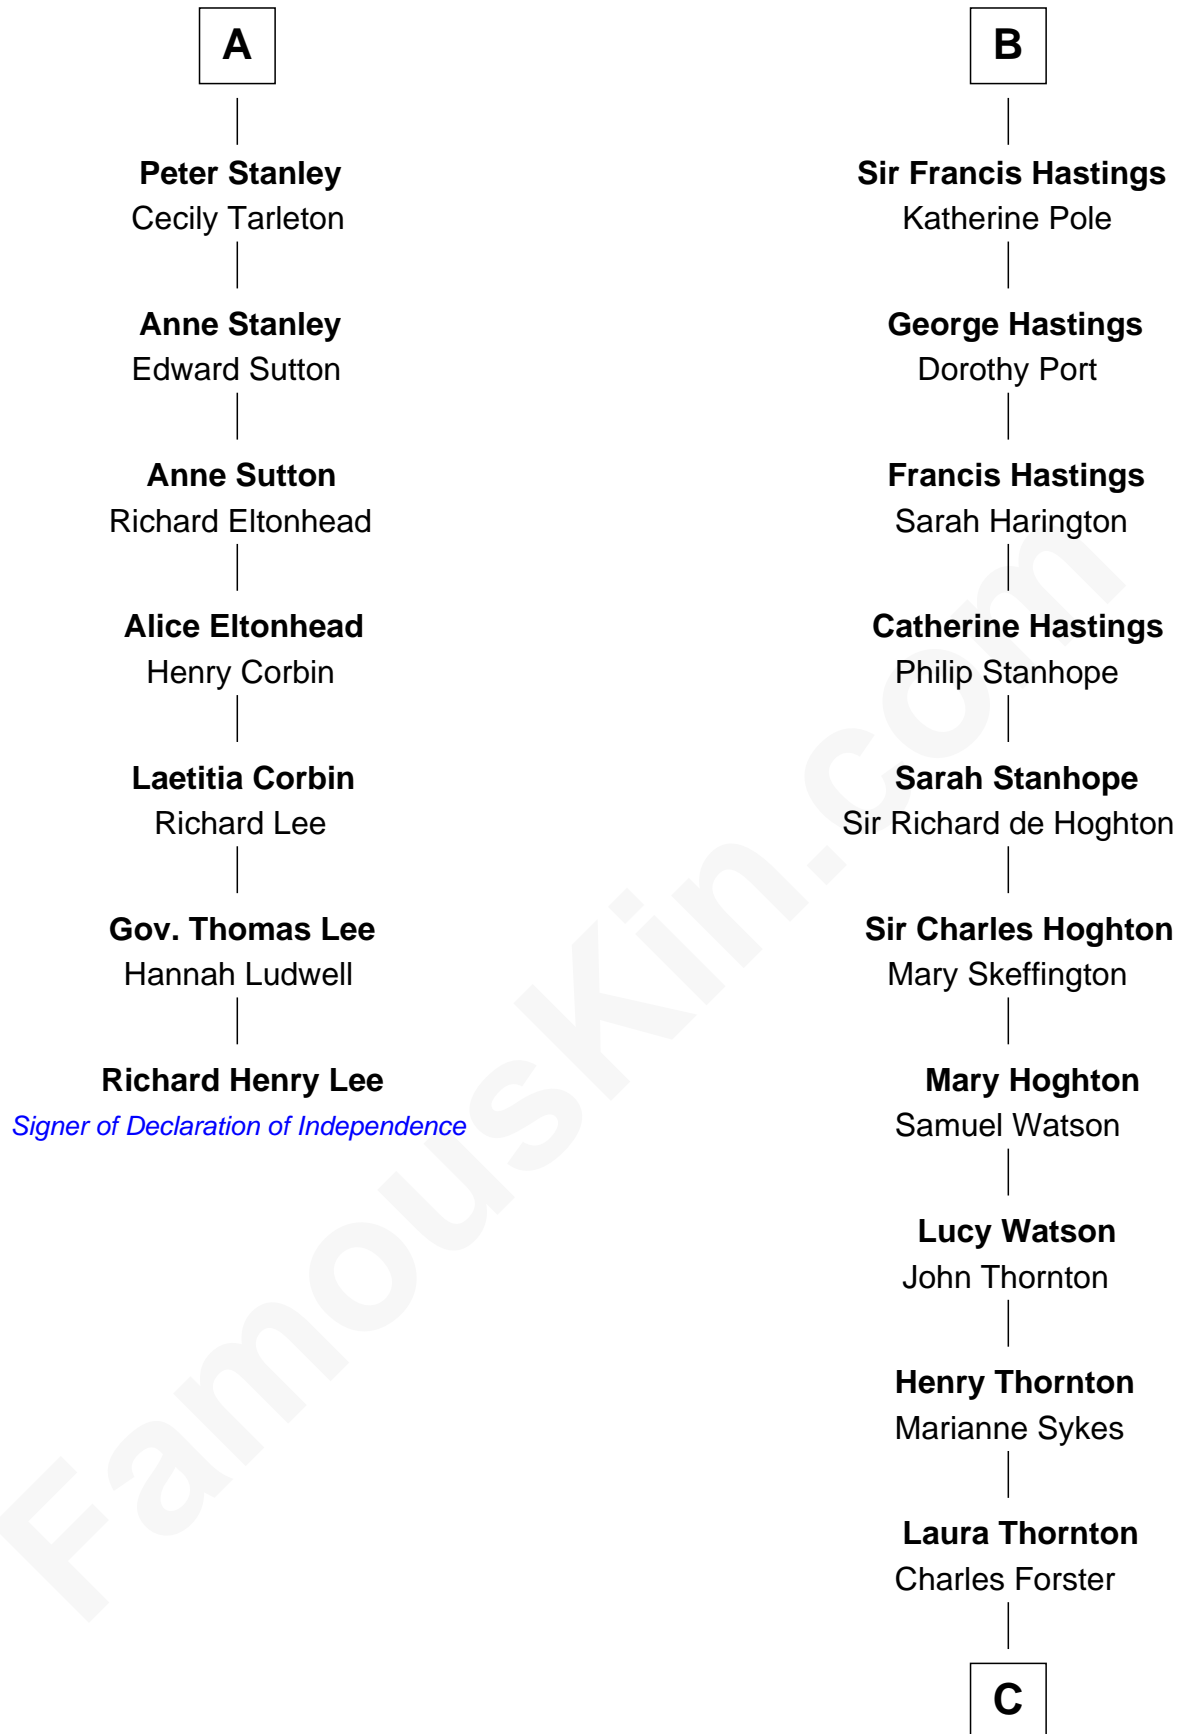 A
Peter Stanley
Cecily Tarleton
Anne Stanley
Edward Sutton
Anne Sutton
Richard Eltonhead
Alice Eltonhead
Henry Corbin
Laetitia Corbin
Richard Lee
Gov. Thomas Lee
Hannah Ludwell
Richard Henry Lee
Signer of Declaration of Independence
B
Sir Francis Hastings
Katherine Pole
George Hastings
Dorothy Port
Francis Hastings
Sarah Harington
Catherine Hastings
Philip Stanhope
Sarah Stanhope
Sir Richard de Hoghton
Sir Charles Hoghton
Mary Skeffington
Mary Hoghton
Samuel Watson
Lucy Watson
John Thornton
Henry Thornton
Marianne Sykes
Laura Thornton
Charles Forster
C
FamousKin.com